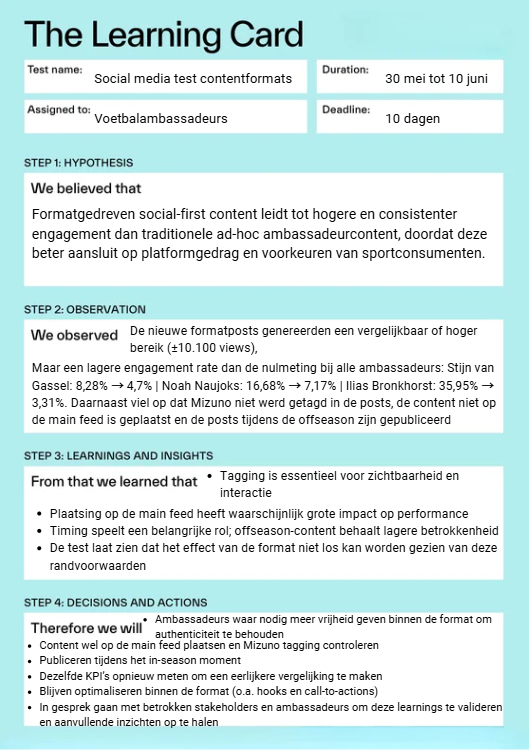 The Learning Card
Test name: Social media test contentformats
Duration: 30 mei tot 10 juni
Assigned to: Voetbalambassadeurs
Deadline: 10 dagen
STEP 1: HYPOTHESIS
We believed that
Formatgedreven social-first content leidt tot hogere en consistenter
engagement dan traditionele ad-hoc ambassadeurcontent, doordat deze
beter aansluit op platformgedrag en voorkeuren van sportconsumenten.
STEP 2: OBSERVATION
We observed De nieuwe formatposts genereerden een vergelijkbaar of hoger
bereik (±10.100 views),
Maar een lagere engagement rate dan de nulmeting bij alle ambassadeurs: Stijn van
Gassel: 8,28% → 4,7% | Noah Naujoks: 16,68% → 7,17% | Ilias Bronkhorst: 35,95% →
3,31%. Daarnaast viel op dat Mizuno niet werd getagd in de posts, de content niet op
de main feed is geplaatst en de posts tijdens de offseason zijn gepubliceerd
STEP 3: LEARNINGS AND INSIGHTS
From that we learned that • Tagging is essentieel voor zichtbaarheid en
interactie
• Plaatsing op de main feed heeft waarschijnlijk grote impact op performance
• Timing speelt een belangrijke rol; offseason-content behaalt lagere betrokkenheid
• De test laat zien dat het effect van de format niet los kan worden gezien van deze
randvoorwaarden
STEP 4: DECISIONS AND ACTIONS
Therefore we will • Ambassadeurs waar nodig meer vrijheid geven binnen de format om
authenticiteit te behouden
• Content wel op de main feed plaatsen en Mizuno tagging controleren
• Publiceren tijdens het in-season moment
• Dezelfde KPI's opnieuw meten om een eerlijkere vergelijking te maken
• Blijven optimaliseren binnen de format (o.a. hooks en call-to-actions)
• In gesprek gaan met betrokken stakeholders en ambassadeurs om deze learnings te valideren
en aanvullende inzichten op te halen